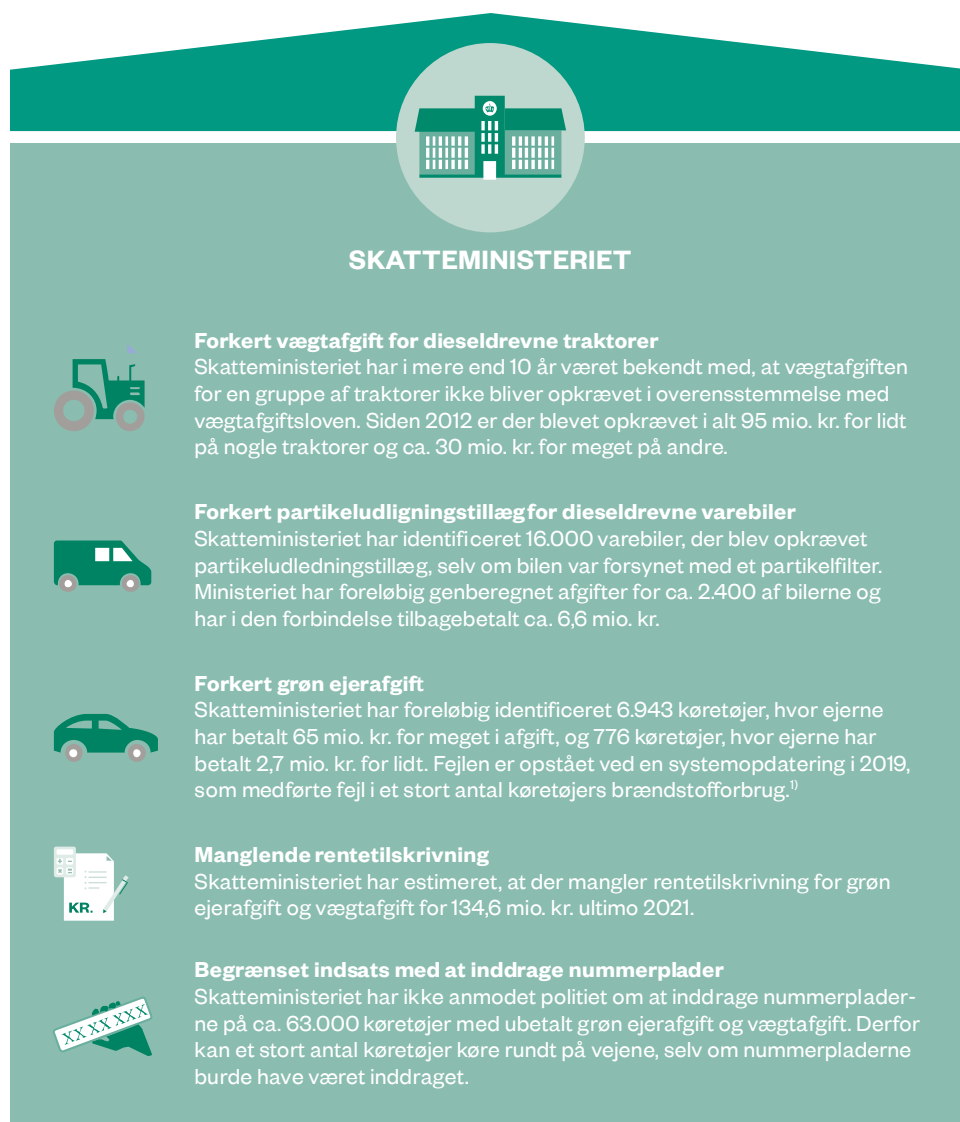 SKATTEMINISTERIET
Forkert vægtafgift for dieseldrevne traktorer
Skatteministeriet har i mere end 10 år været bekendt med, at vægtafgiften
for en gruppe af traktorer ikke bliver opkrævet i overensstemmelse med
vægtafgiftsloven. Siden 2012 er der blevet opkrævet i alt 95 mio. kr. for lidt
på nogle traktorer og ca. 30 mio. kr. for meget på andre.
Forkert partikeludligningstillæg for dieseldrevne varebiler
Skatteministeriet har identificeret 16.000 varebiler, der blev opkrævet
partikeludledningstillæg, selv om bilen var forsynet med et partikelfilter.
Ministeriet har foreløbig genberegnet afgifter for ca. 2.400 af bilerne og
har i den forbindelse tilbagebetalt ca. 6,6 mio. kr.
Forkert grøn ejerafgift
Skatteministeriet har foreløbig identificeret 6.943 køretøjer, hvor ejerne
har betalt 65 mio. kr. for meget i afgift, og 776 køretøjer, hvor ejerne har
betalt 2,7 mio. kr. for lidt. Fejlen er opstået ved en systemopdatering i 2019,
som medførte fejl i et stort antal køretøjers brændstofforbrug.¹⁾
Manglende rentetilskrivning
Skatteministeriet har estimeret, at der mangler rentetilskrivning for grøn
ejerafgift og vægtafgift for 134,6 mio. kr. ultimo 2021.
KR.
Begrænset indsats med at inddrage nummerplader
Skatteministeriet har ikke anmodet politiet om at inddrage nummerplader-
ne på ca. 63.000 køretøjer med ubetalt grøn ejerafgift og vægtafgift. Derfor
kan et stort antal køretøjer køre rundt på vejene, selv om nummerpladerne
burde have været inddraget.
XX XX XXX